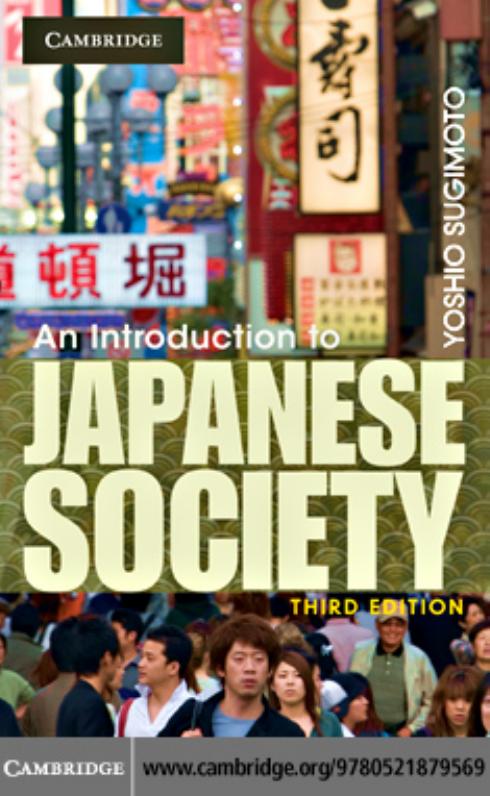 CAMBRIDGE
寿司
YOSHIO SUGIMOTO
道頓堀
An Introduction to
JAPANESE
SOCIETY
THIRD EDITION
CAMBRIDGE
www.cambridge.org/9780521879569